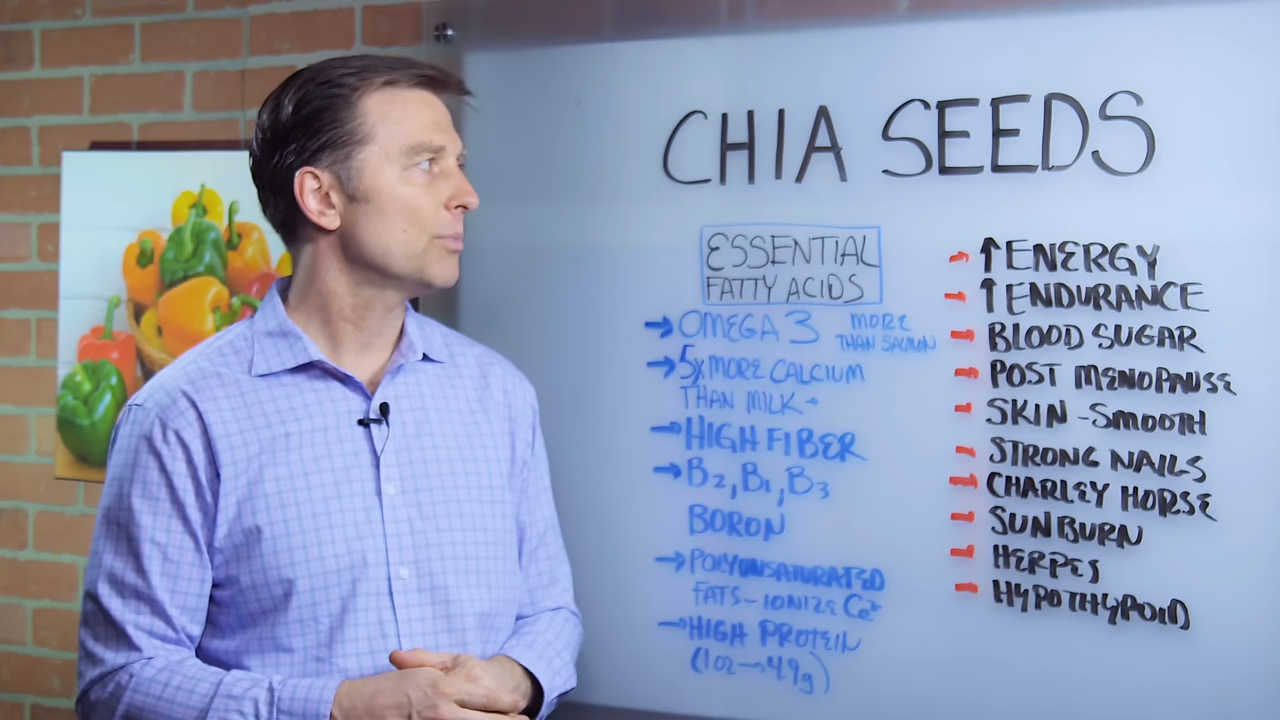 CHIA SEEDS
ESSENTIAL
FATTY ACIDS
→ OMEGA 3 MORE
THAN SALMON
→ 5x MORE CALCIUM
THAN MILK
→ HIGH FIBER
→ B2, B1, B3
BORON
→ POLYUNSATURATED
FATS - IONIZE Ca+
→ HIGH PROTEIN
(1oz → 4.9g)
- ↑ ENERGY
- ↑ ENDURANCE
- BLOOD SUGAR
- POST MENOPAUSE
- SKIN - SMOOTH
- STRONG NAILS
- CHARLEY HORSE
- SUNBURN
- HERPES
- HYPOTHYPOID